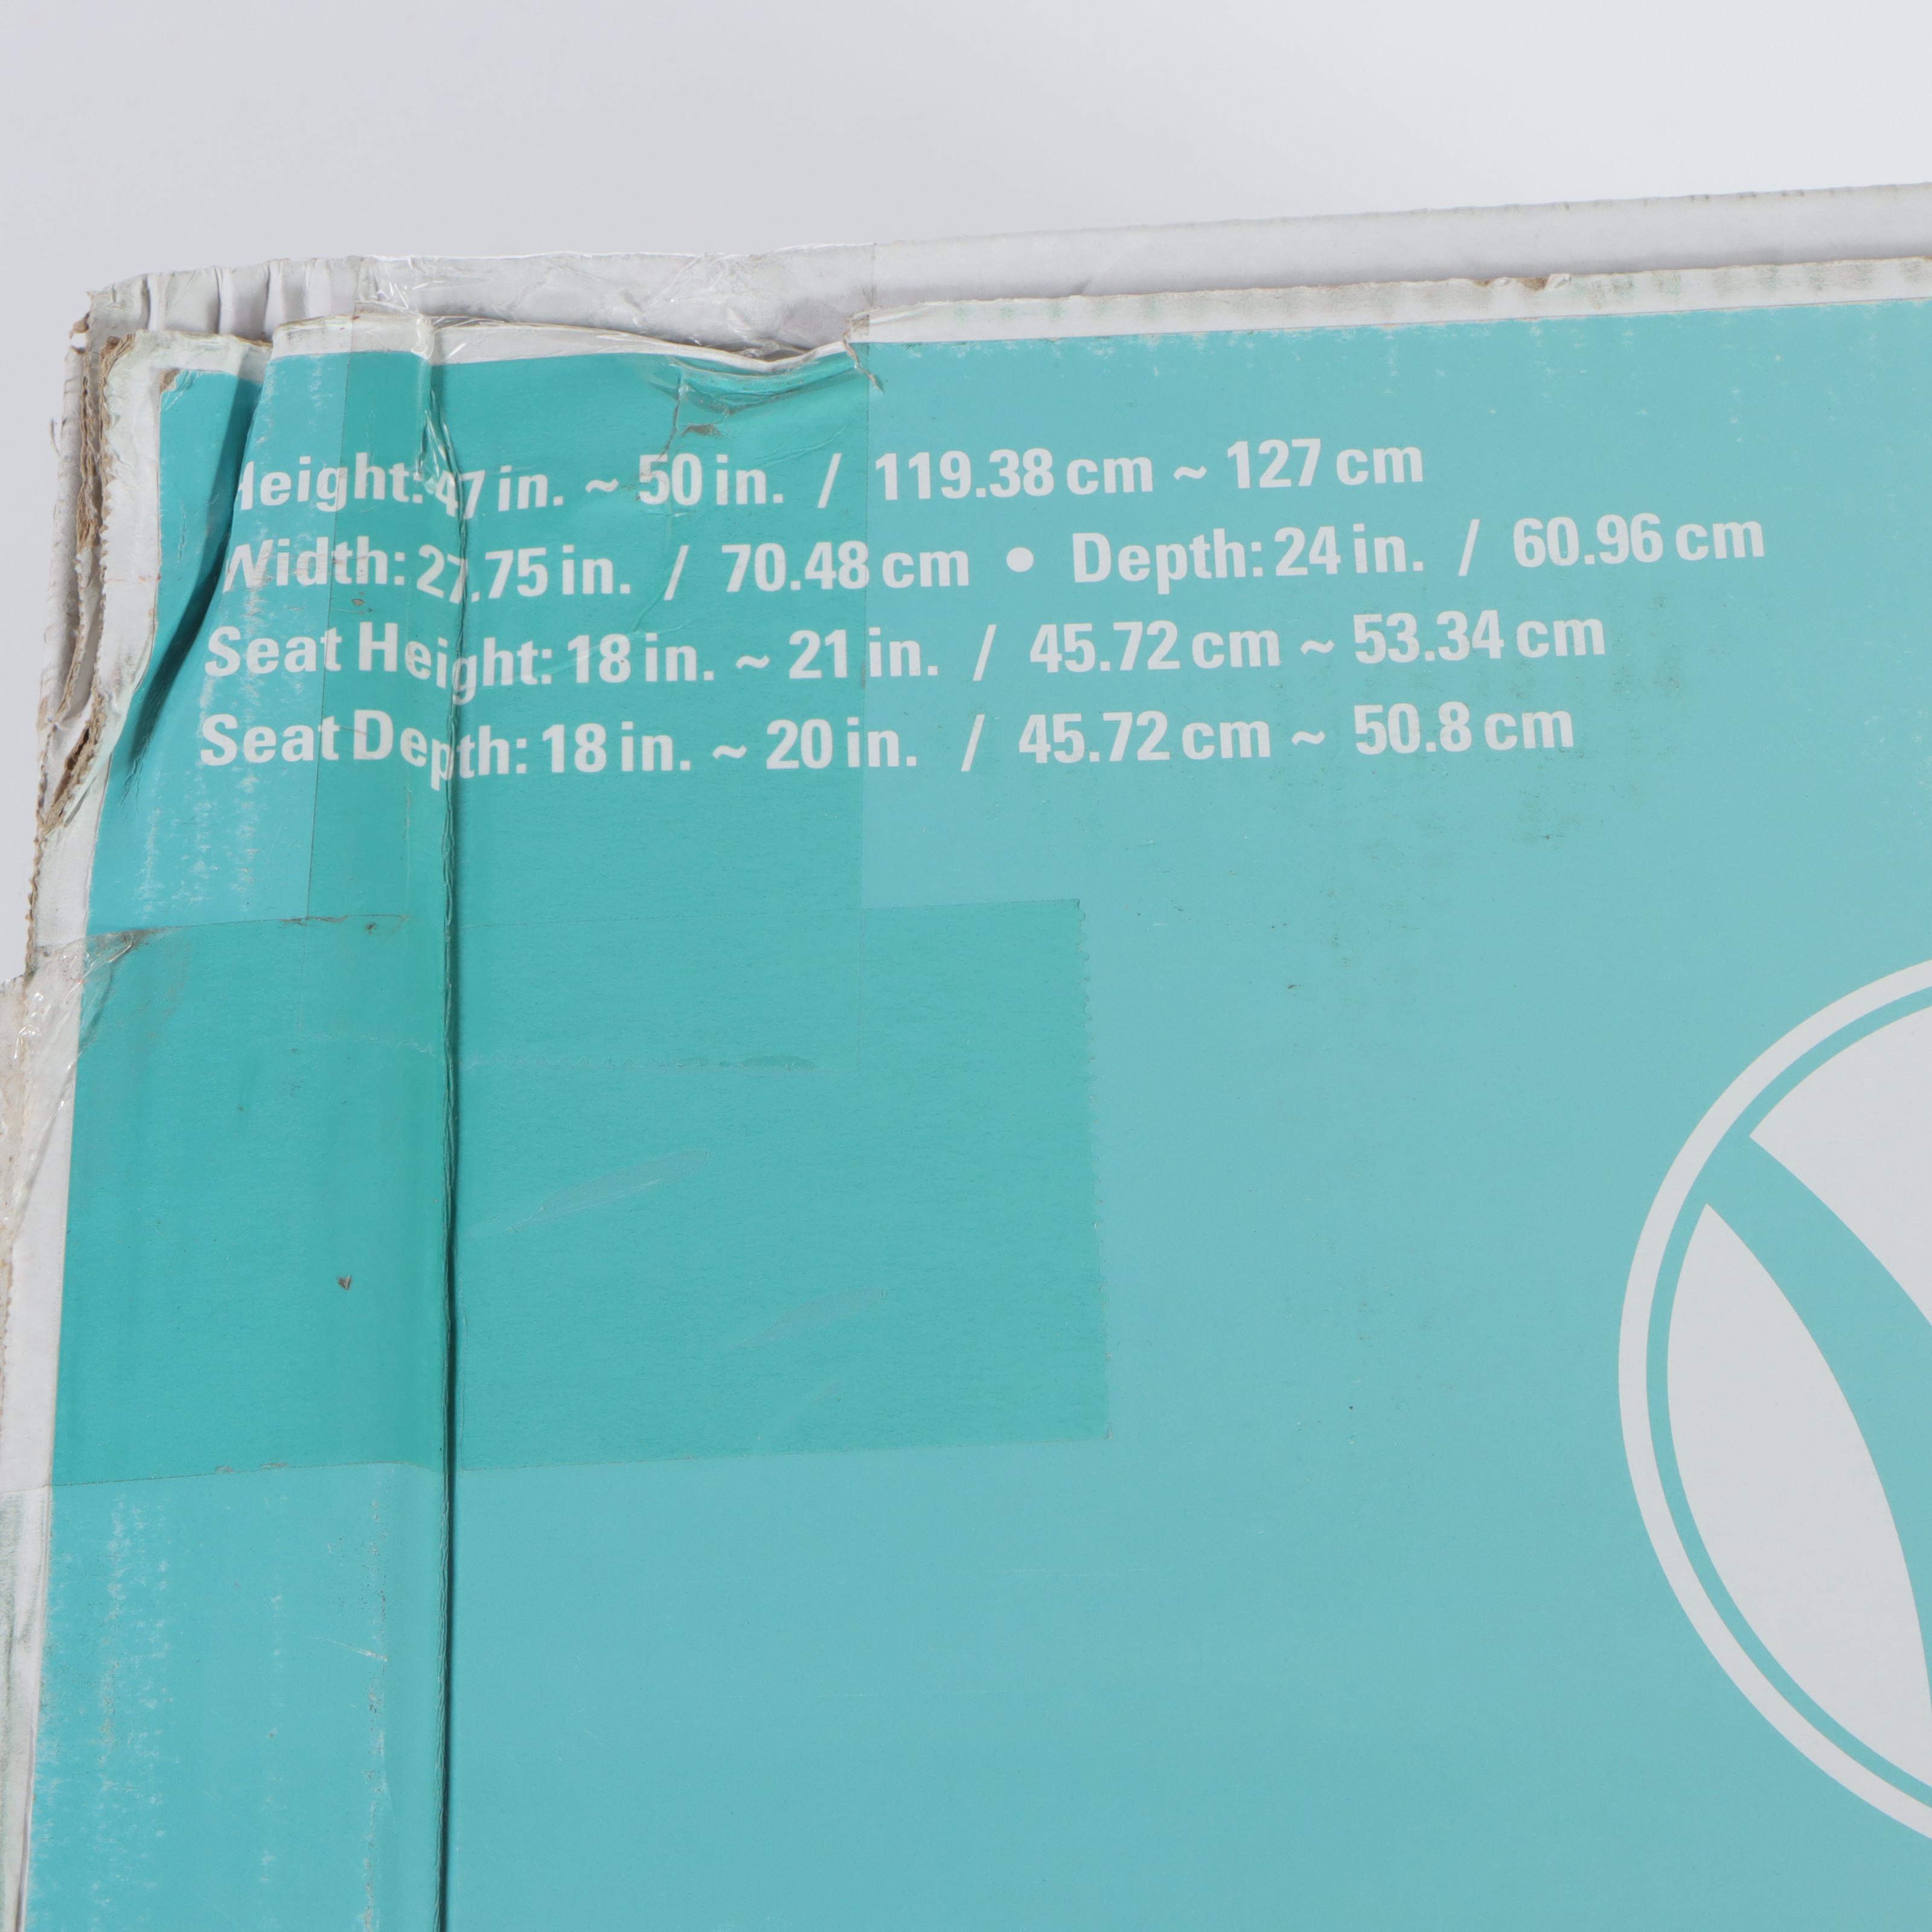 Height: 47 in. ~ 50 in. / 119.38 cm ~ 127 cm
Width: 27.75 in. / 70.48 cm • Depth: 24 in. / 60.96 cm
Seat Height: 18 in. ~ 21 in. / 45.72 cm ~ 53.34 cm
Seat Depth: 18 in. ~ 20 in. / 45.72 cm ~ 50.8 cm